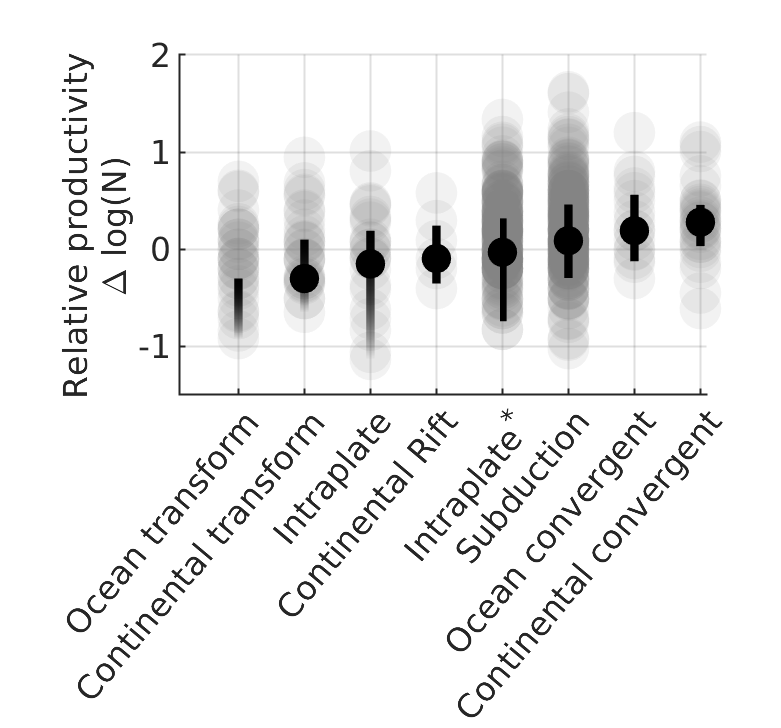 Relative productivity
Δ log(N)
2
1
0
-1
Ocean transform
Continental transform
Intraplate
Continental Rift
Intraplate *
Subduction
Ocean convergent
Continental convergent